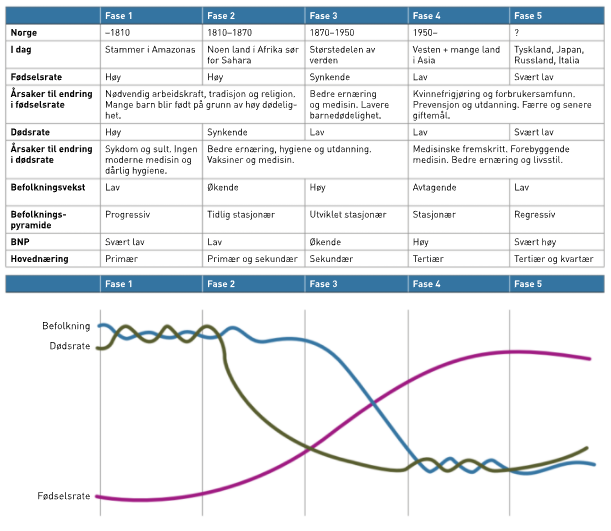 Fase 1 Fase 2 Fase 3 Fase 4 Fase 5
Norge –1810 1810–1870 1870–1950 1950– ?
I dag Stammer i Amazonas Noen land i Afrika sør Størstedelen av Vesten + mange land Tyskland, Japan,
for Sahara verden i Asia Russland, Italia
Fødselsrate Høy Høy Synkende Lav Svært lav
Årsaker til endring Nødvendig arbeidskraft, tradisjon og religion. Bedre ernæring Kvinnefrigjøring og forbrukersamfunn.
i fødselsrate Mange barn blir født på grunn av høy dødelig- og medisin. Lavere Prevensjon og utdanning. Færre og senere
het. barnedødelighet. giftemål.
Dødsrate Høy Synkende Lav Lav Svært lav
Årsaker til endring Sykdom og sult. Ingen Bedre ernæring, hygiene og utdanning. Medisinske fremskritt. Forebyggende
i dødsrate moderne medisin og Vaksiner og medisin. medisin. Bedre ernæring og livsstil.
dårlig hygiene.
Befolkningsvekst Lav Økende Høy Avtagende Lav
Befolknings- Progressiv Tidlig stasjonær Utviklet stasjonær Stasjonær Regressiv
pyramide
BNP Svært lav Lav Økende Høy Svært høy
Hovednæring Primær Primær og sekundær Sekundær Tertiær Tertiær og kvartær
Fase 1 Fase 2 Fase 3 Fase 4 Fase 5
Befolkning
Dødsrate
Fødselsrate